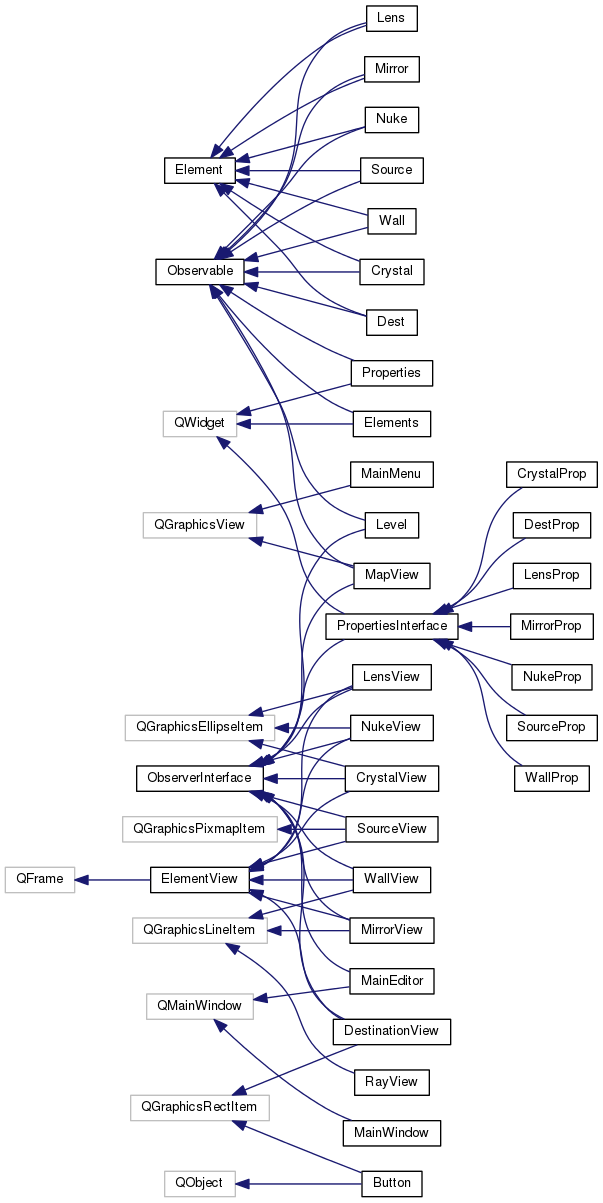 Lens
Mirror
Nuke
Element
Source
Wall
Observable
Crystal
Dest
Properties
QWidget
Elements
MainMenu
CrystalProp
QGraphicsView
Level
DestProp
MapView
LensProp
PropertiesInterface
MirrorProp
LensView
NukeProp
QGraphicsEllipseItem
NukeView
SourceProp
ObserverInterface
CrystalView
WallProp
QGraphicsPixmapItem
SourceView
QFrame
ElementView
WallView
QGraphicsLineItem
MirrorView
MainEditor
QMainWindow
DestinationView
RayView
QGraphicsRectItem
MainWindow
QObject
Button